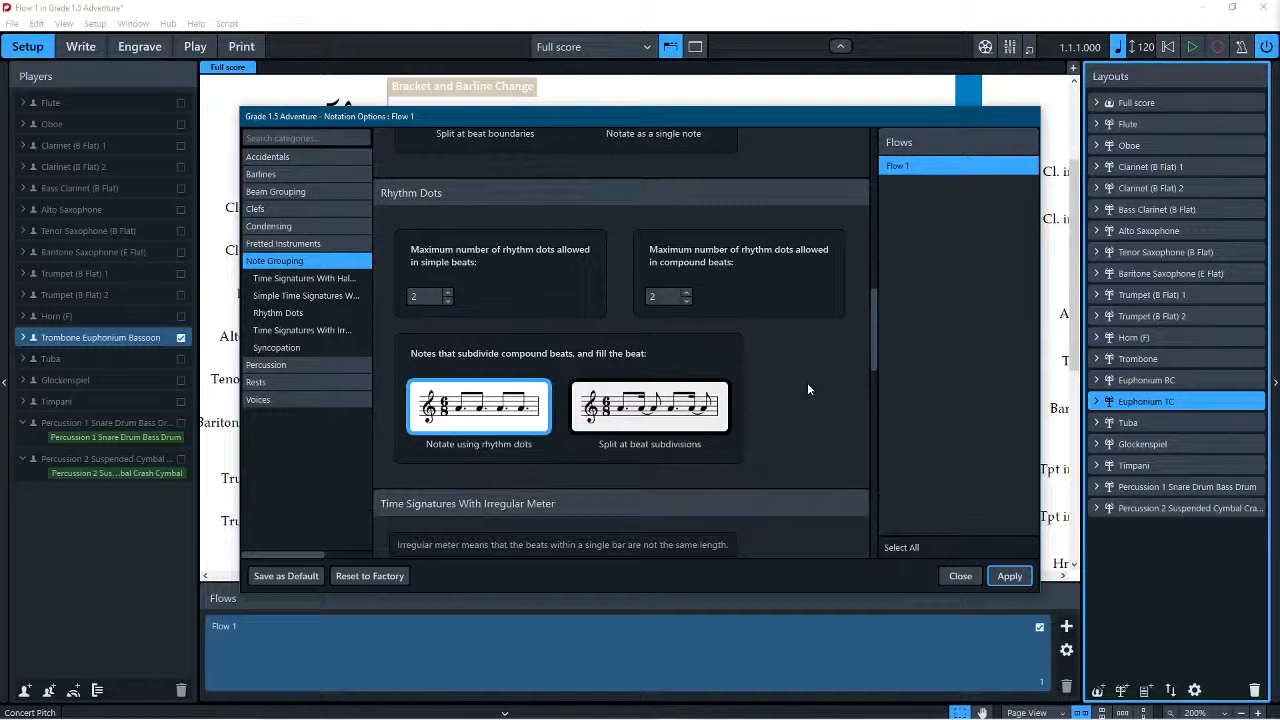 Flow 1 in Grade 1.5 Adventure*
File Edit View Setup Window Hub Help Script
Setup Write Engrave Play Print
Full score
1.1.1.000
120
Players
Flute
Oboe
Clarinet (B Flat) 1
Clarinet (B Flat) 2
Bass Clarinet (B Flat)
Alto Saxophone
Tenor Saxophone (B Flat)
Baritone Saxophone (E Flat)
Trumpet (B Flat) 1
Trumpet (B Flat) 2
Horn (F)
Trombone Euphonium Bassoon
Tuba
Glockenspiel
Timpani
Percussion 1 Snare Drum Bass Dr...
Percussion 1 Snare Drum Bass Drum
Percussion 2 Suspended Cymbal ...
Percussion 2 Sus...bal Crash Cymbal
Full score
Bracket and Barline Change
Grade 1.5 Adventure - Notation Options : Flow 1
Search categories...
Accidentals
Barlines
Beam Grouping
Clefs
Condensing
Fretted Instruments
Note Grouping
Time Signatures With Hal...
Simple Time Signatures W...
Rhythm Dots
Time Signatures With Irr...
Syncopation
Percussion
Rests
Voices
Split at beat boundaries
Notate as a single note
Rhythm Dots
Maximum number of rhythm dots allowed
in simple beats:
2
Maximum number of rhythm dots allowed
in compound beats:
2
Notes that subdivide compound beats, and fill the beat:
Notate using rhythm dots
Split at beat subdivisions
Time Signatures With Irregular Meter
Irregular meter means that the beats within a single bar are not the same length.
Flows
Flow 1
Select All
Save as Default
Reset to Factory
Close
Apply
Cl. in
Cl. in
Tpt in
Tpt in
Flows
Flow 1
1
Layouts
Full score
Flute
Oboe
Clarinet (B Flat) 1
Clarinet (B Flat) 2
Bass Clarinet (B Flat)
Alto Saxophone
Tenor Saxophone (B Flat)
Baritone Saxophone (E Flat)
Trumpet (B Flat) 1
Trumpet (B Flat) 2
Horn (F)
Trombone
Euphonium BC
Euphonium TC
Tuba
Glockenspiel
Timpani
Percussion 1 Snare Drum Bass Drum
Percussion 2 Suspended Cymbal Cra...
Concert Pitch
Page View
200%